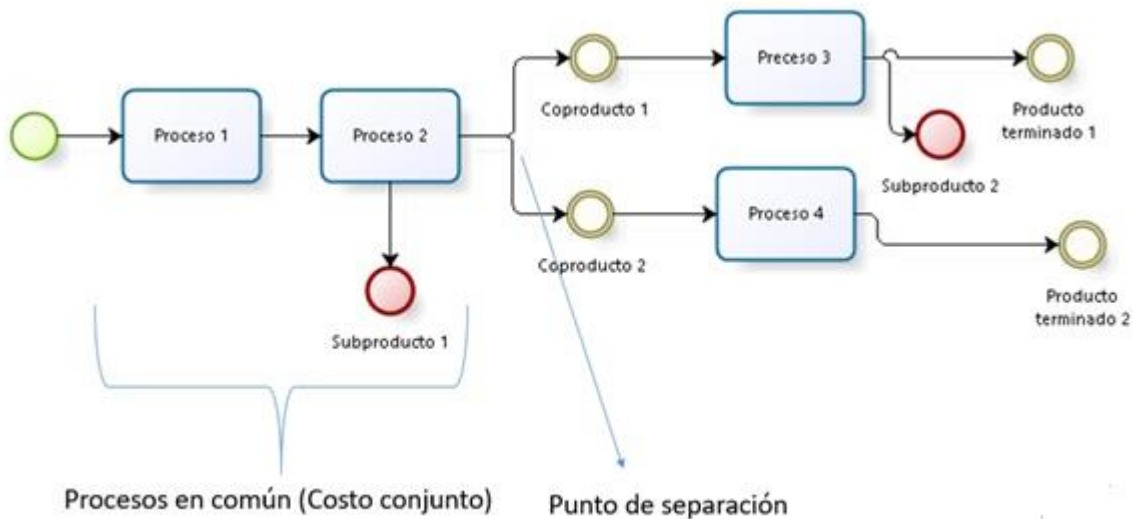 Proceso 1
Proceso 2
Subproducto 1
Coproducto 1
Coproducto 2
Preceso 3
Proceso 4
Producto
terminado 1
Subproducto 2
Producto
terminado 2
Procesos en común (Costo conjunto)
Punto de separación